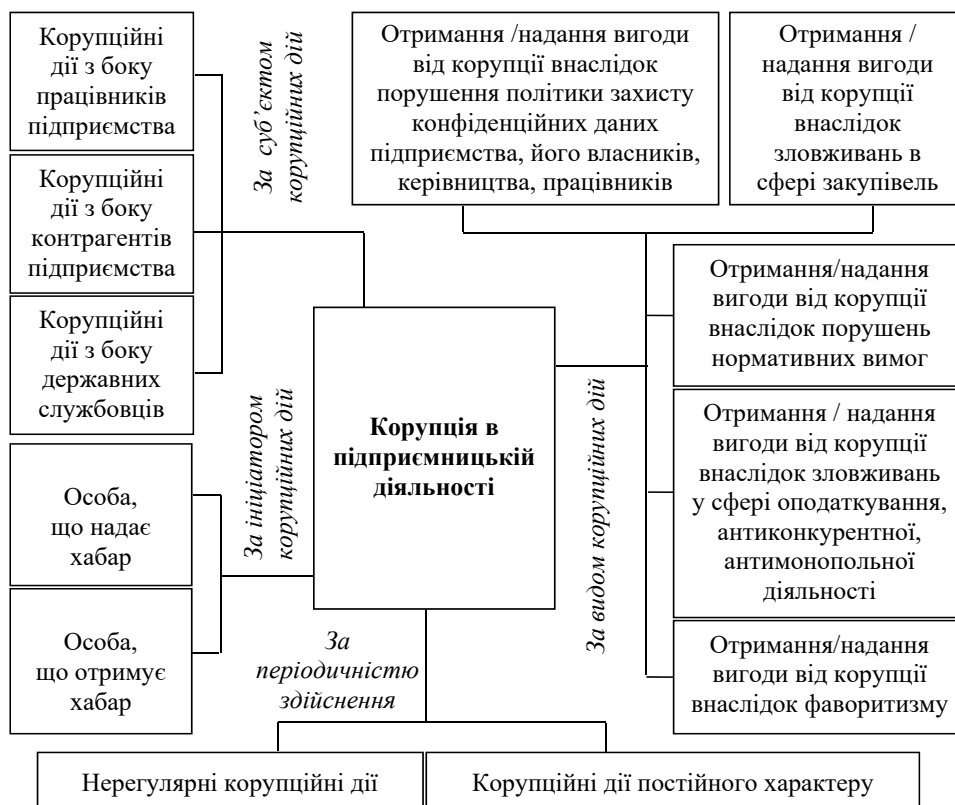 Корупційні
дії з боку
працівників
підприємства
Корупційні
дії з боку
контрагентів
підприємства
Корупційні
дії з боку
державних
службовців
За суб’єктом
корупційних дій
Отримання /надання вигоди
від корупції внаслідок
порушення політики захисту
конфіденційних даних
підприємства, його власників,
керівництва, працівників
Отримання /
надання вигоди
від корупції
внаслідок
зловживань в
сфері закупівель
Отримання/надання
вигоди від корупції
внаслідок порушень
нормативних вимог
Отримання / надання
вигоди від корупції
внаслідок зловживань
у сфері оподаткування,
антиконкурентної,
антимонопольної
діяльності
Отримання/надання
вигоди від корупції
внаслідок фаворитизму
За видом корупційних дій
Корупція в
підприємницькій
діяльності
За ініціатором
корупційних дій
Особа,
що надає
хабар
Особа,
що отримує
хабар
За
періодичністю
здійснення
Нерегулярні корупційні дії
Корупційні дії постійного характеру